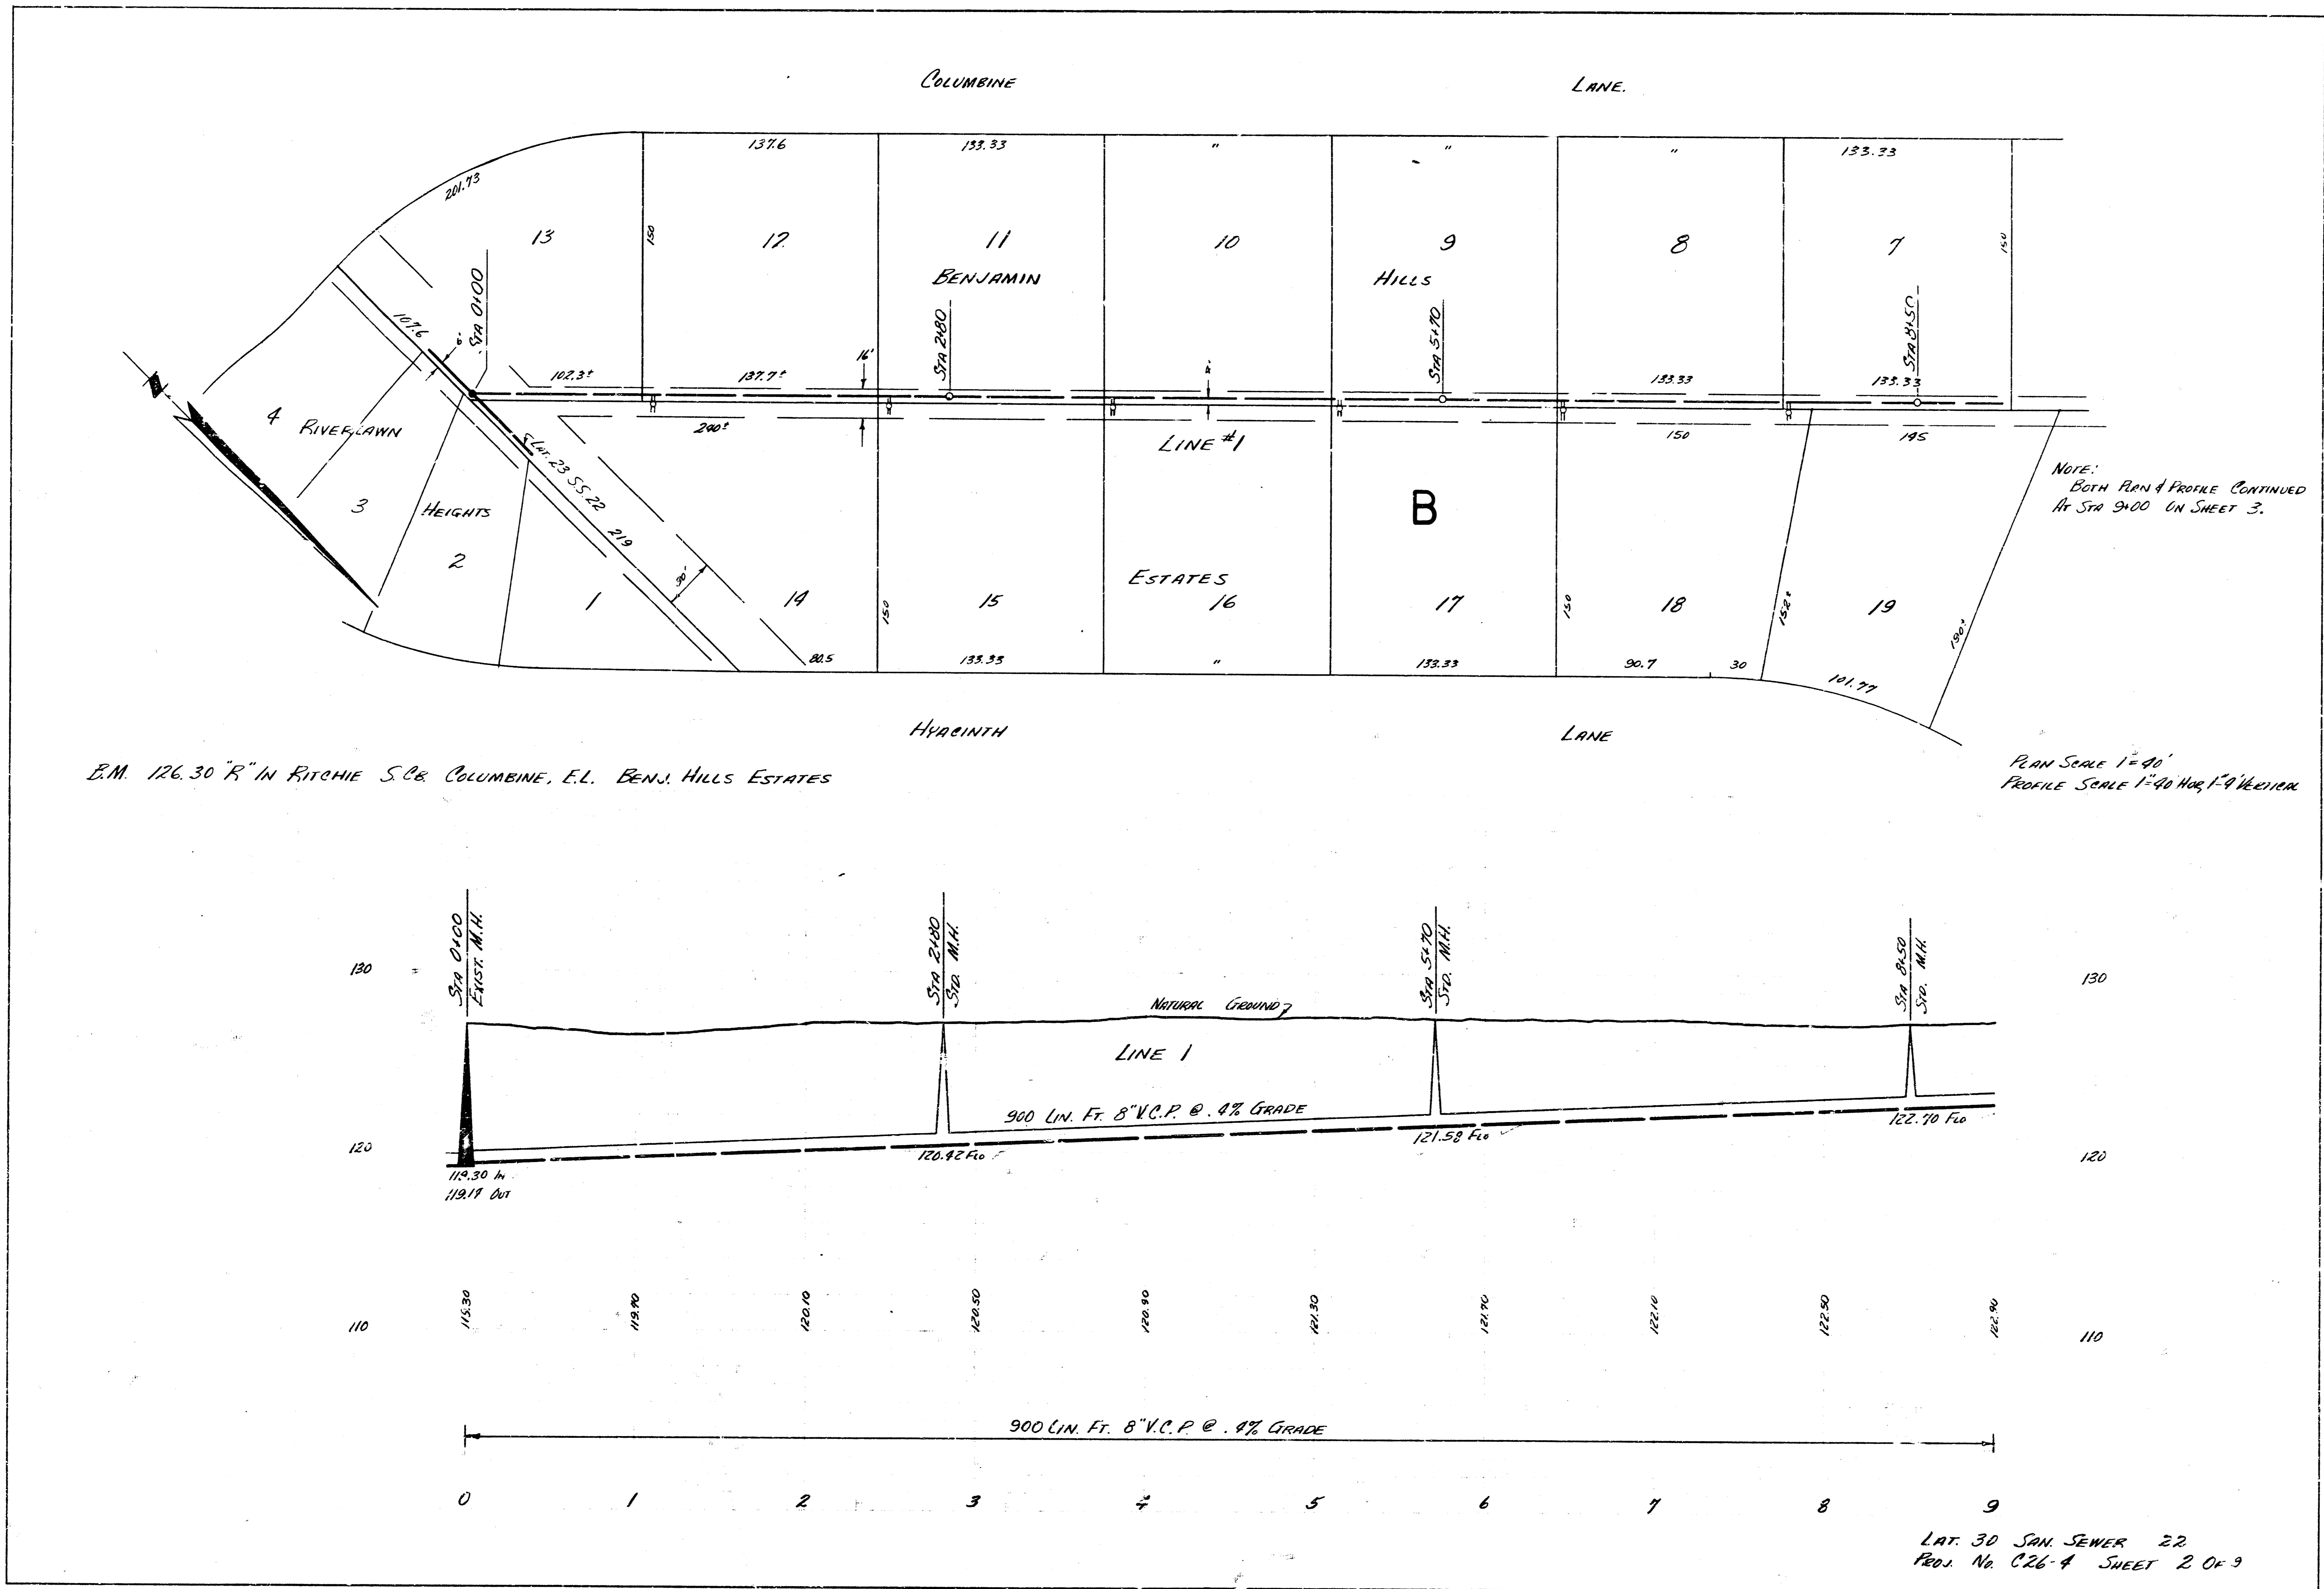 COLUMBINE LANE.
137.6 133.33 " " " 133.33
201.73
13 150 12 11 10 9 8 7 150
BENJAMIN HILLS
STA 0+00 STA 2+80 STA 5+70 STA 8+50
107.6 6'
N
102.3± 137.7± 16' 4' 133.33 133.33
4 RIVERLAWN
240± LINE #1 150 145
LAT. 23 S.S. 22
219
3 HEIGHTS B
NOTE:
BOTH PLAN & PROFILE CONTINUED
AT STA 9+00 ON SHEET 3.
2 30' ESTATES
1 14 150 15 16 17 150 18 152± 19 190±
80.5 133.33 " 133.33 90.7 30 101.77
HYACINTH LANE
B.M. 126.30 "R" IN RITCHIE S.CB. COLUMBINE, E.L. BENJ. HILLS ESTATES
PLAN SCALE 1"=40'
PROFILE SCALE 1"=40 HOR, 1"=4' VERTICAL
STA 0+00
EXIST. M.H.
STA 2+80
STD. M.H.
STA 5+70
STD. M.H.
STA 8+50
STD. M.H.
130 130
NATURAL GROUND
LINE 1
900 LIN. FT. 8" V.C.P. @ .4% GRADE
120 120.42 FLO 121.58 FLO 122.70 FLO 120
119.30 IN
119.17 OUT
110 119.30 119.70 120.10 120.50 120.90 121.30 121.70 122.10 122.50 122.90 110
900 LIN. FT. 8" V.C.P. @ .4% GRADE
0 1 2 3 4 5 6 7 8 9
LAT. 30 SAN. SEWER 22
PROJ. NO. C26-4 SHEET 2 OF 9